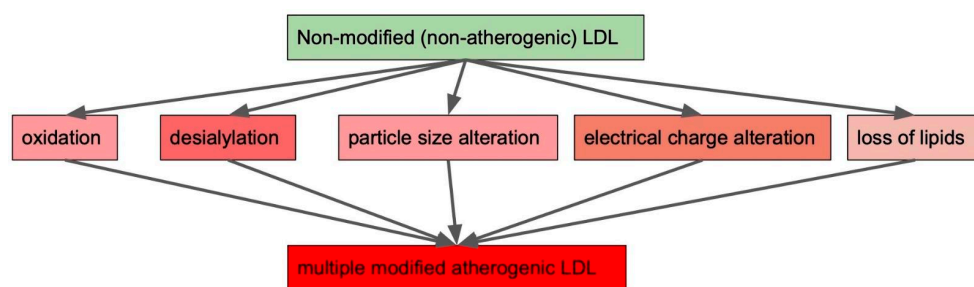 Non-modified (non-atherogenic) LDL
oxidation
desialylation
particle size alteration
electrical charge alteration
loss of lipids
multiple modified atherogenic LDL